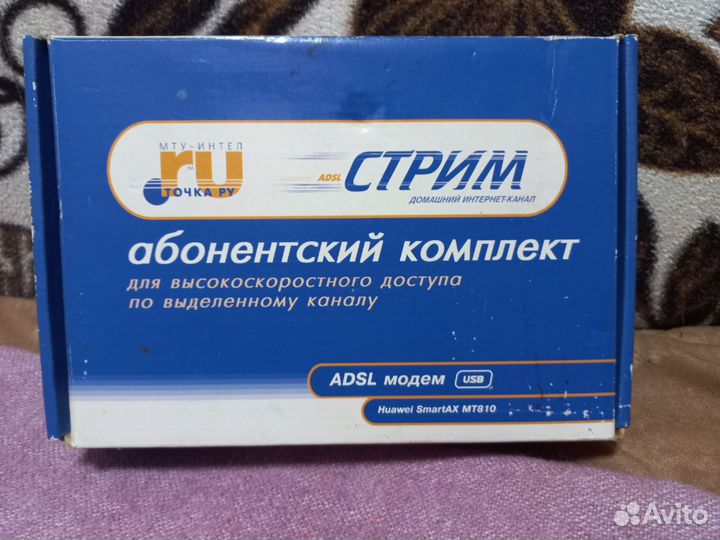 МТУ-ИНТЕЛ
.ru
ТОЧКА РУ
ADSL СТРИМ
ДОМАШНИЙ ИНТЕРНЕТ-КАНАЛ
абонентский комплект
для высокоскоростного доступа
по выделенному каналу
ADSL модем USB
Huawei SmartAX MT810
Avito